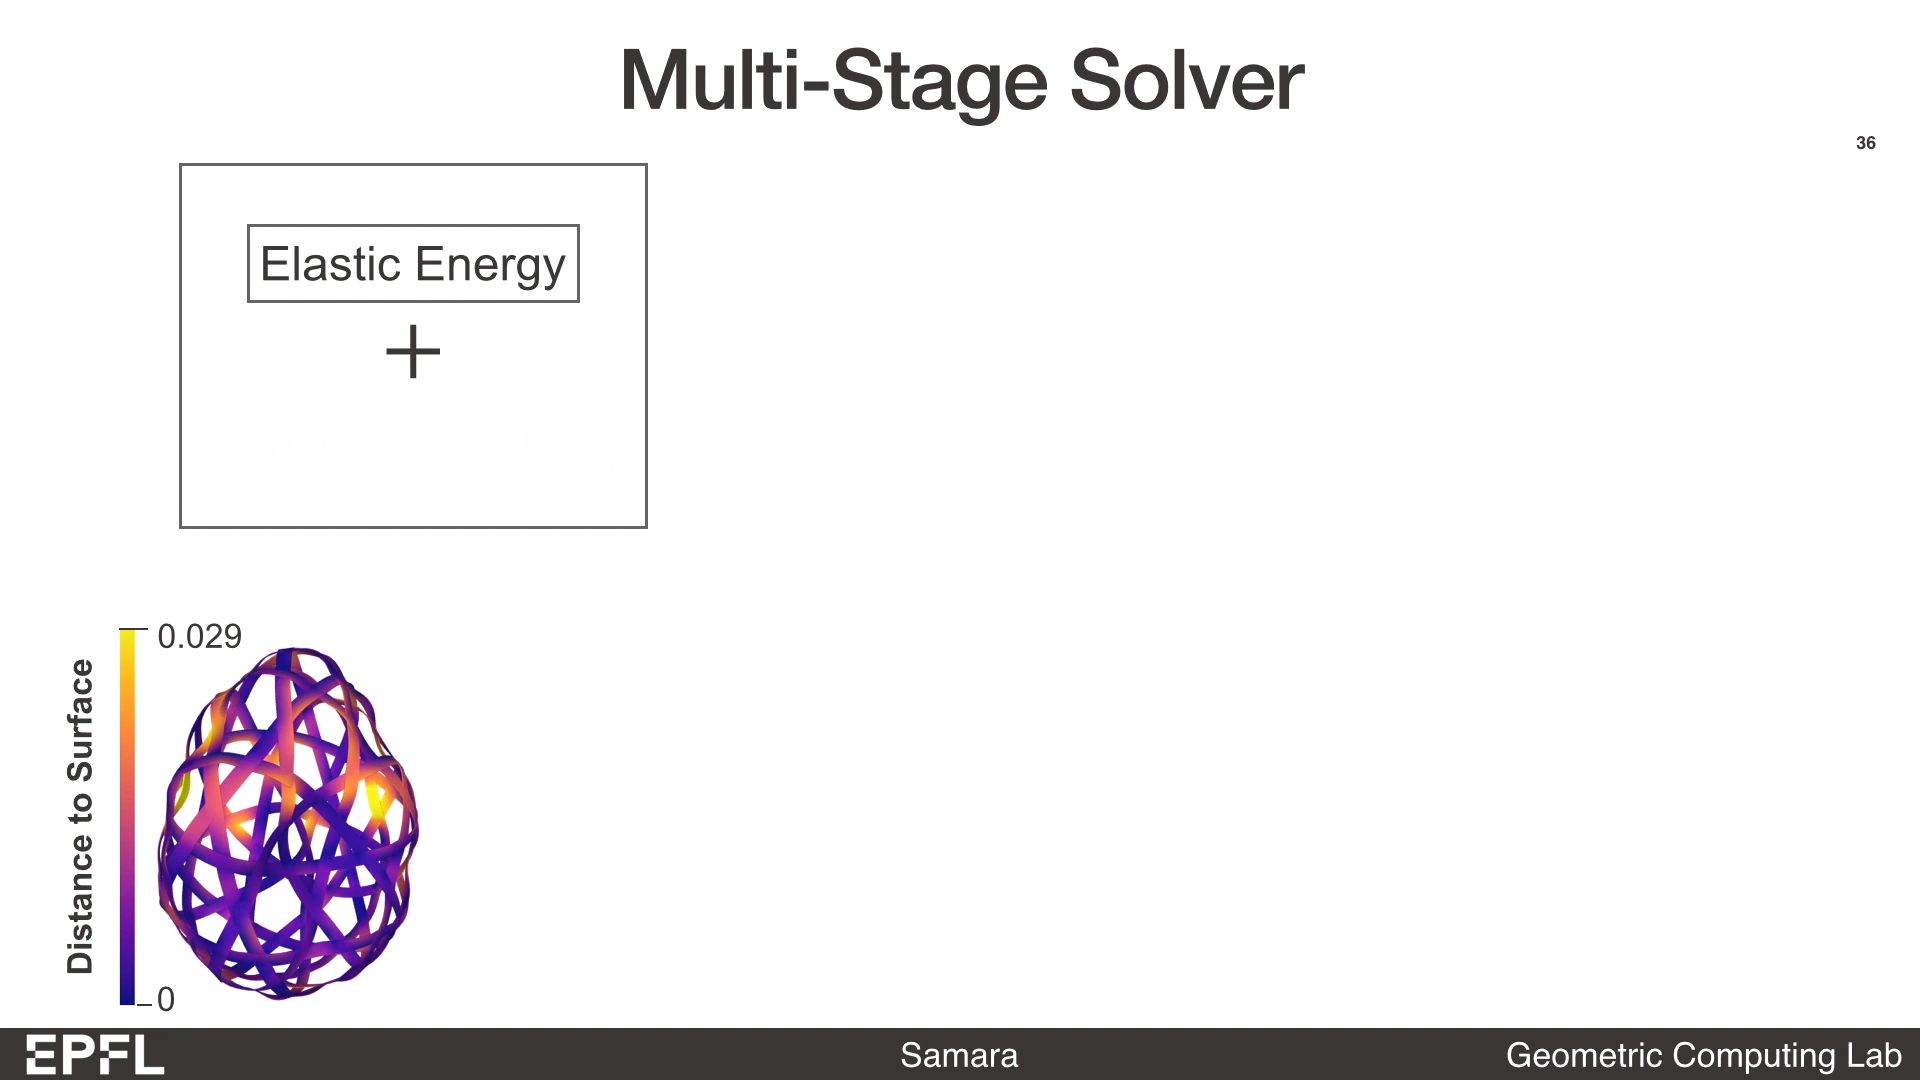 Multi-Stage Solver
36
Elastic Energy
+
0.029
Distance to Surface
0
EPFL
Samara
Geometric Computing Lab